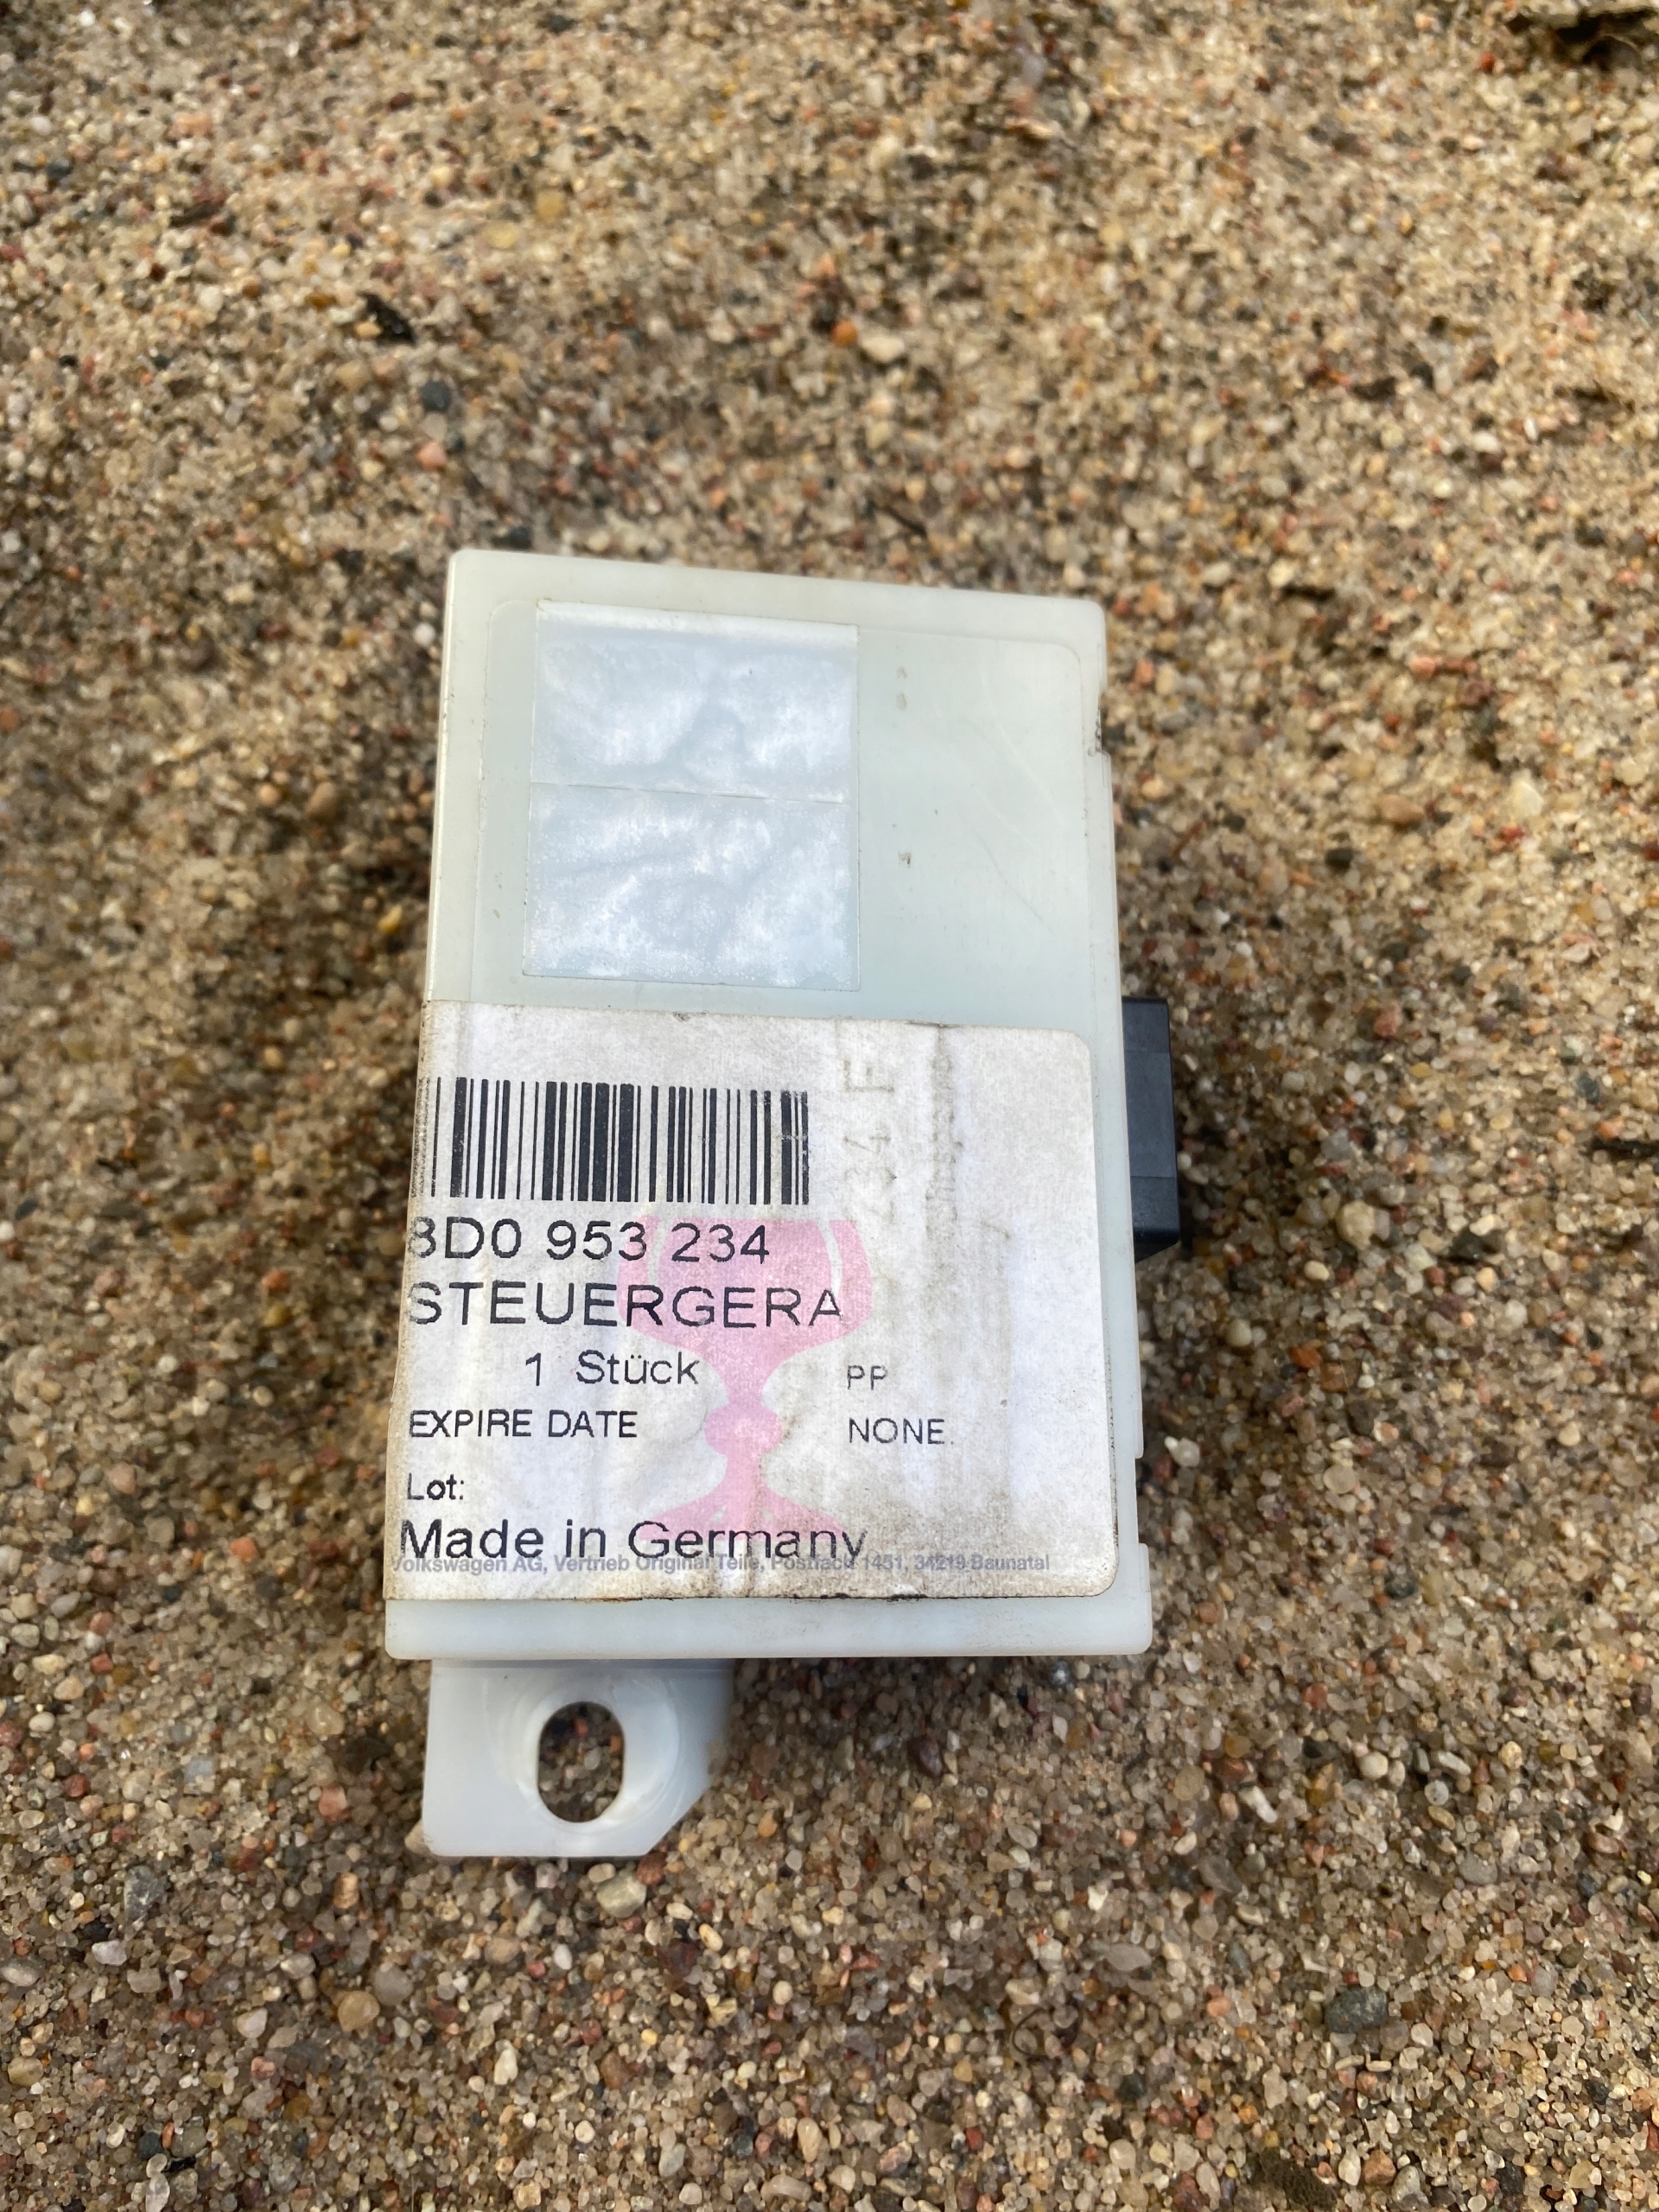 8D0 953 234
STEUERGERA
1 Stück PP
EXPIRE DATE NONE.
Lot:
Made in Germany
Volkswagen AG, Vertrieb Original Teile, Postfach 1451, 34219 Baunatal
234 F